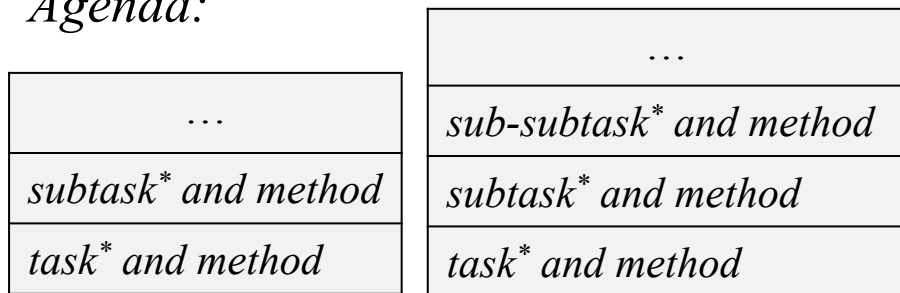 Agenda:
…
subtask* and method
task* and method
…
sub-subtask* and method
subtask* and method
task* and method